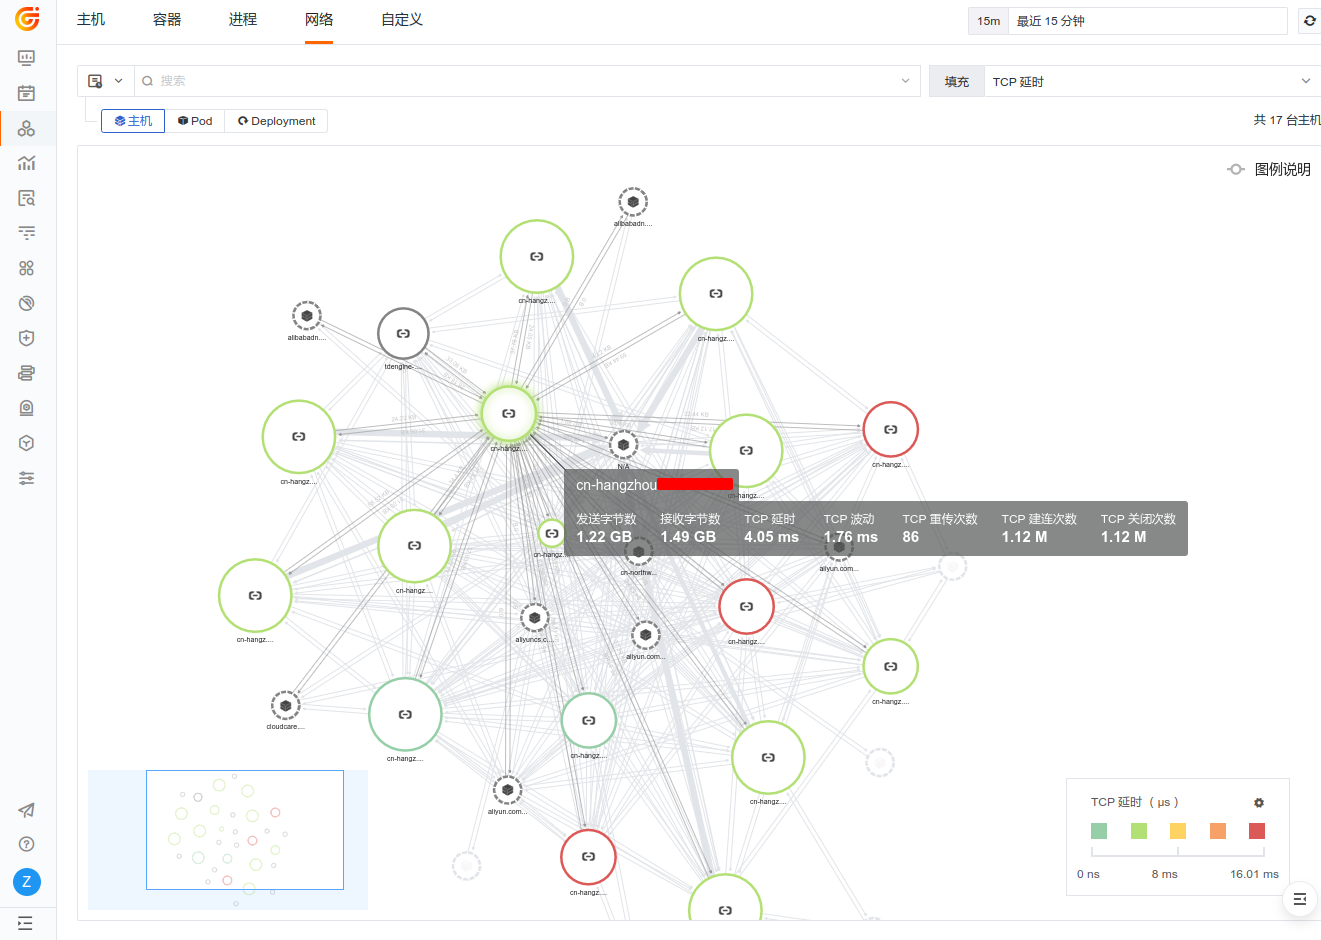 主机 容器 进程 网络 自定义
15m 最近 15 分钟
搜索
填充 TCP 延时
主机 Pod Deployment
共 17 台主机
图例说明
alibabadn....
cn-hangz....
cn-hangz....
alibabadn....
tdengine-...
cn-hangz....
cn-hangz....
cn-hangz....
N/A
cn-hangz....
cn-hangz....
cn-hangzhou
发送字节数 接收字节数 TCP 延时 TCP 波动 TCP 重传次数 TCP 建连次数 TCP 关闭次数
1.22 GB 1.49 GB 4.05 ms 1.76 ms 86 1.12 M 1.12 M
cn-hangz
cn-northw...
aliyun.com...
cn-hangz....
cn-hangz....
aliyuncs.c...
cn-hangz....
aliyun.com...
cn-hangz....
cloudcare....
cn-hangz....
cn-hangz....
cn-hangz....
aliyun.com...
cn-hangz....
TCP 延时（ μs ）
0 ns 8 ms 16.01 ms
Z